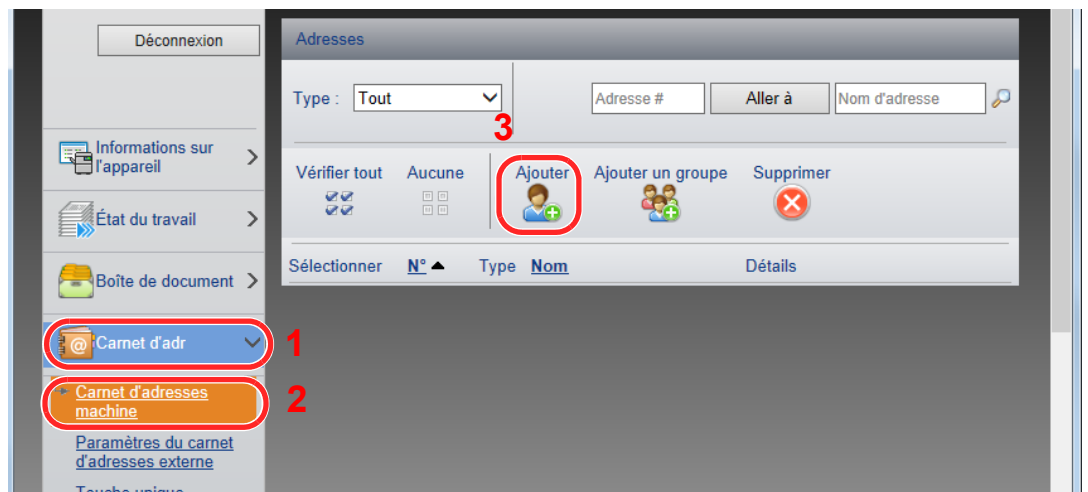 Déconnexion
Adresses
Type : Tout
Adresse #
Aller à
Nom d'adresse
3
Informations sur
l'appareil
Vérifier tout
Aucune
Ajouter
Ajouter un groupe
Supprimer
État du travail
Sélectionner
N°
Type
Nom
Détails
Boîte de document
@
Carnet d'adr
1
Carnet d'adresses
machine
2
Paramètres du carnet
d'adresses externe
Touche unique